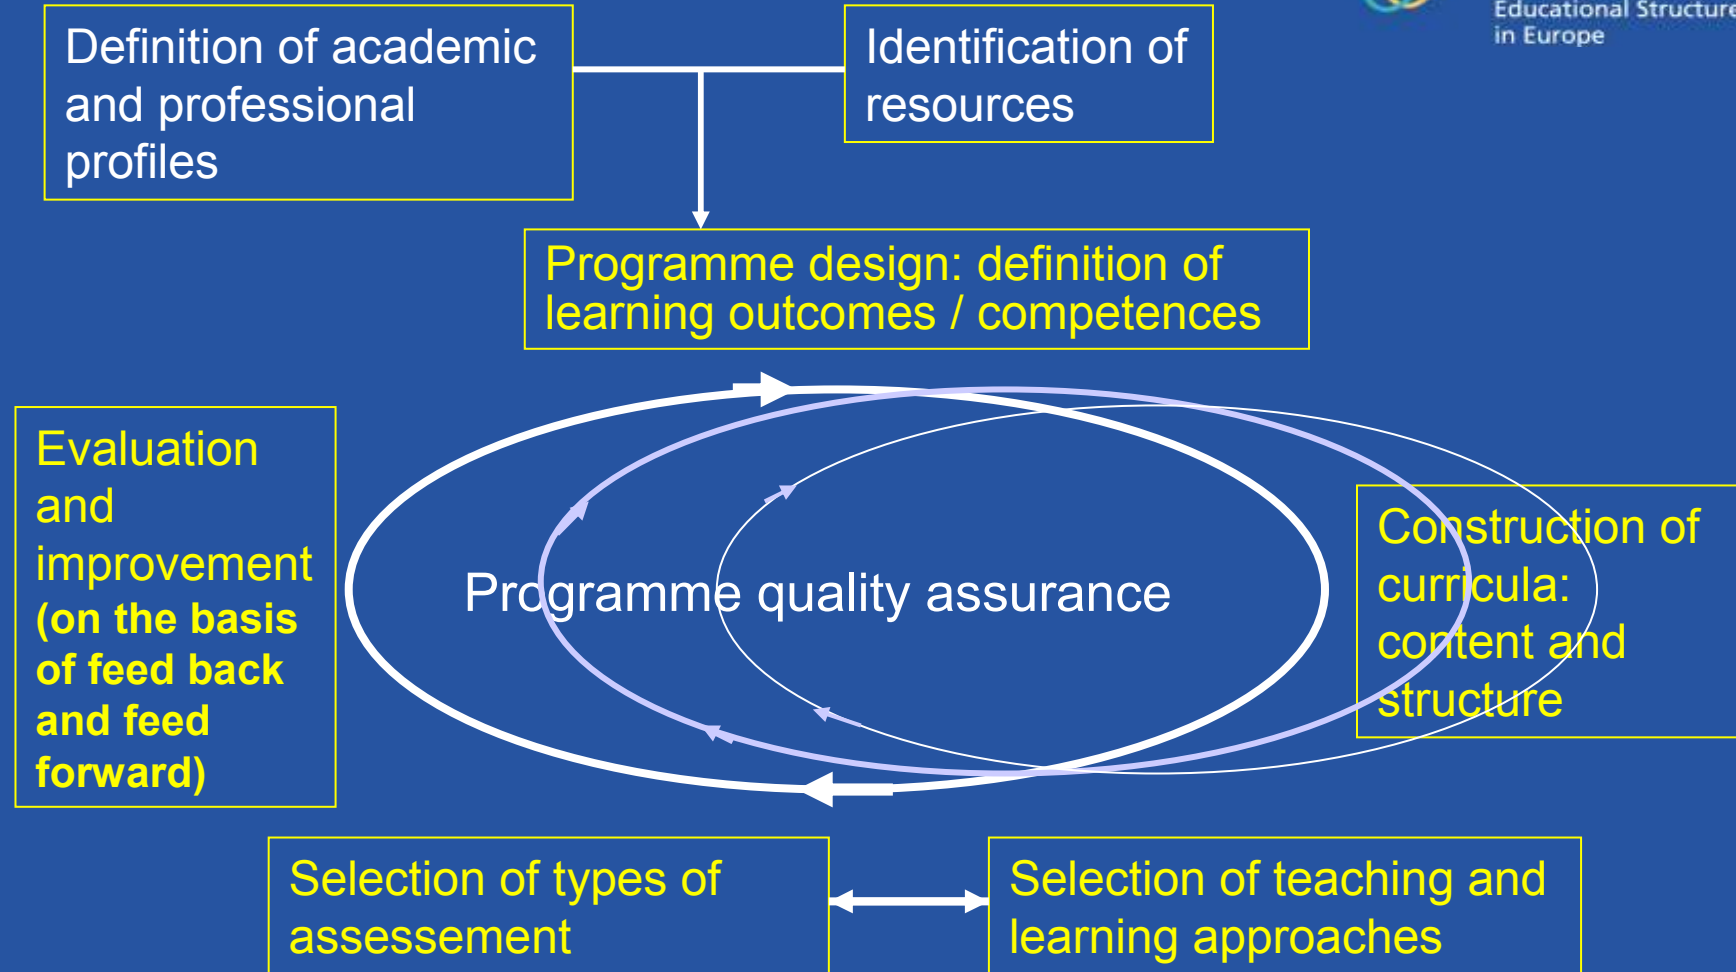 Educational Structure
in Europe
Definition of academic
and professional
profiles
Identification of
resources
Programme design: definition of
learning outcomes / competences
Evaluation
and
improvement
(on the basis
of feed back
and feed
forward)
Programme quality assurance
Construction of
curricula:
content and
structure
Selection of types of
assessement
Selection of teaching and
learning approaches